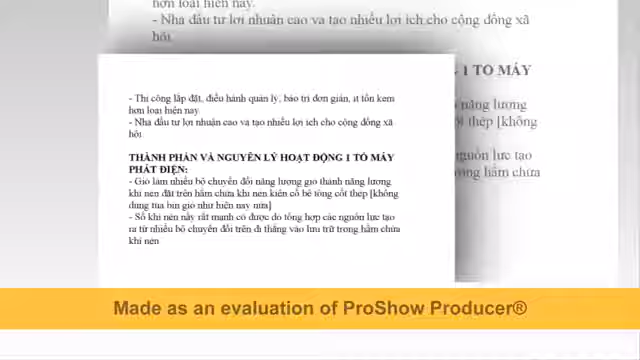 hơn loại hiện nay.
- Nhà đầu tư lợi nhuận cao và tạo nhiều lợi ích cho cộng đồng xã
hội
- Thi công lắp đặt, điều hành quản lý, bảo trì đơn giản, ít tốn kém
hơn loại hiện nay.
- Nhà đầu tư lợi nhuận cao và tạo nhiều lợi ích cho cộng đồng xã
hội
THÀNH PHẦN VÀ NGUYÊN LÝ HOẠT ĐỘNG 1 TỔ MÁY
PHÁT ĐIỆN:
- Gió làm nhiều bộ chuyển đổi năng lượng gió thành năng lượng
khí nén đặt trên hầm chứa khí nén kiên cố bê tông cốt thép [không
dùng tua bin gió như hiện nay nữa]
- Số khí nén nầy rất mạnh có được do tổng hợp các nguồn lực tạo
ra từ nhiều bộ chuyển đổi trên đi thẳng vào lưu trữ trong hầm chứa
khí nén
1 TỔ MÁY
năng lượng
thép [không
nguồn lực tạo
hầm chứa
Made as an evaluation of ProShow Producer®